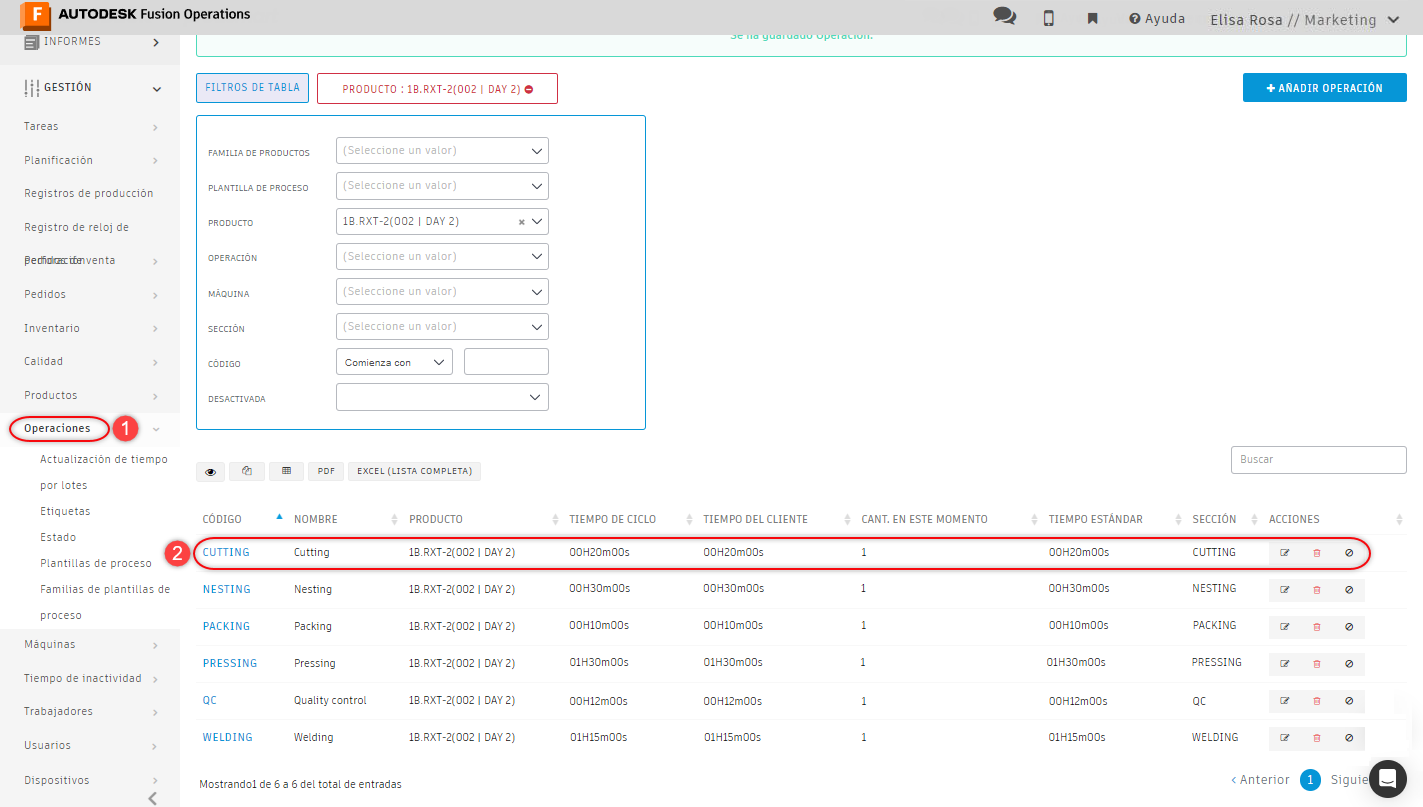 F AUTODESK Fusion Operations
Ayuda
Elisa Rosa // Marketing
INFORMES
GESTIÓN
Tareas
Planificación
Registros de producción
Registro de reloj de
Pedidos
Inventario
Calidad
Productos
Operaciones
1
Actualización de tiempo
por lotes
Etiquetas
Estado
Plantillas de proceso
Familias de plantillas de
proceso
Máquinas
Tiempo de inactividad
Trabajadores
Usuarios
Dispositivos
Se ha guardado Operación.
FILTROS DE TABLA
PRODUCTO : 1B.RXT-2(002 | DAY 2)
+ AÑADIR OPERACIÓN
FAMILIA DE PRODUCTOS (Seleccione un valor)
PLANTILLA DE PROCESO (Seleccione un valor)
PRODUCTO 1B.RXT-2(002 | DAY 2) ×
OPERACIÓN (Seleccione un valor)
MÁQUINA (Seleccione un valor)
SECCIÓN (Seleccione un valor)
CÓDIGO Comienza con
DESACTIVADA
PDF EXCEL (LISTA COMPLETA)
Buscar
CÓDIGO NOMBRE PRODUCTO TIEMPO DE CICLO TIEMPO DEL CLIENTE CANT. EN ESTE MOMENTO TIEMPO ESTÁNDAR SECCIÓN ACCIONES
2 CUTTING Cutting 1B.RXT-2(002 | DAY 2) 00H20m00s 00H20m00s 1 00H20m00s CUTTING
NESTING Nesting 1B.RXT-2(002 | DAY 2) 00H30m00s 00H30m00s 1 00H30m00s NESTING
PACKING Packing 1B.RXT-2(002 | DAY 2) 00H10m00s 00H10m00s 1 00H10m00s PACKING
PRESSING Pressing 1B.RXT-2(002 | DAY 2) 01H30m00s 01H30m00s 1 01H30m00s PRESSING
QC Quality control 1B.RXT-2(002 | DAY 2) 00H12m00s 00H12m00s 1 00H12m00s QC
WELDING Welding 1B.RXT-2(002 | DAY 2) 01H15m00s 01H15m00s 1 01H15m00s WELDING
Mostrando1 de 6 a 6 del total de entradas
‹ Anterior 1 Siguie